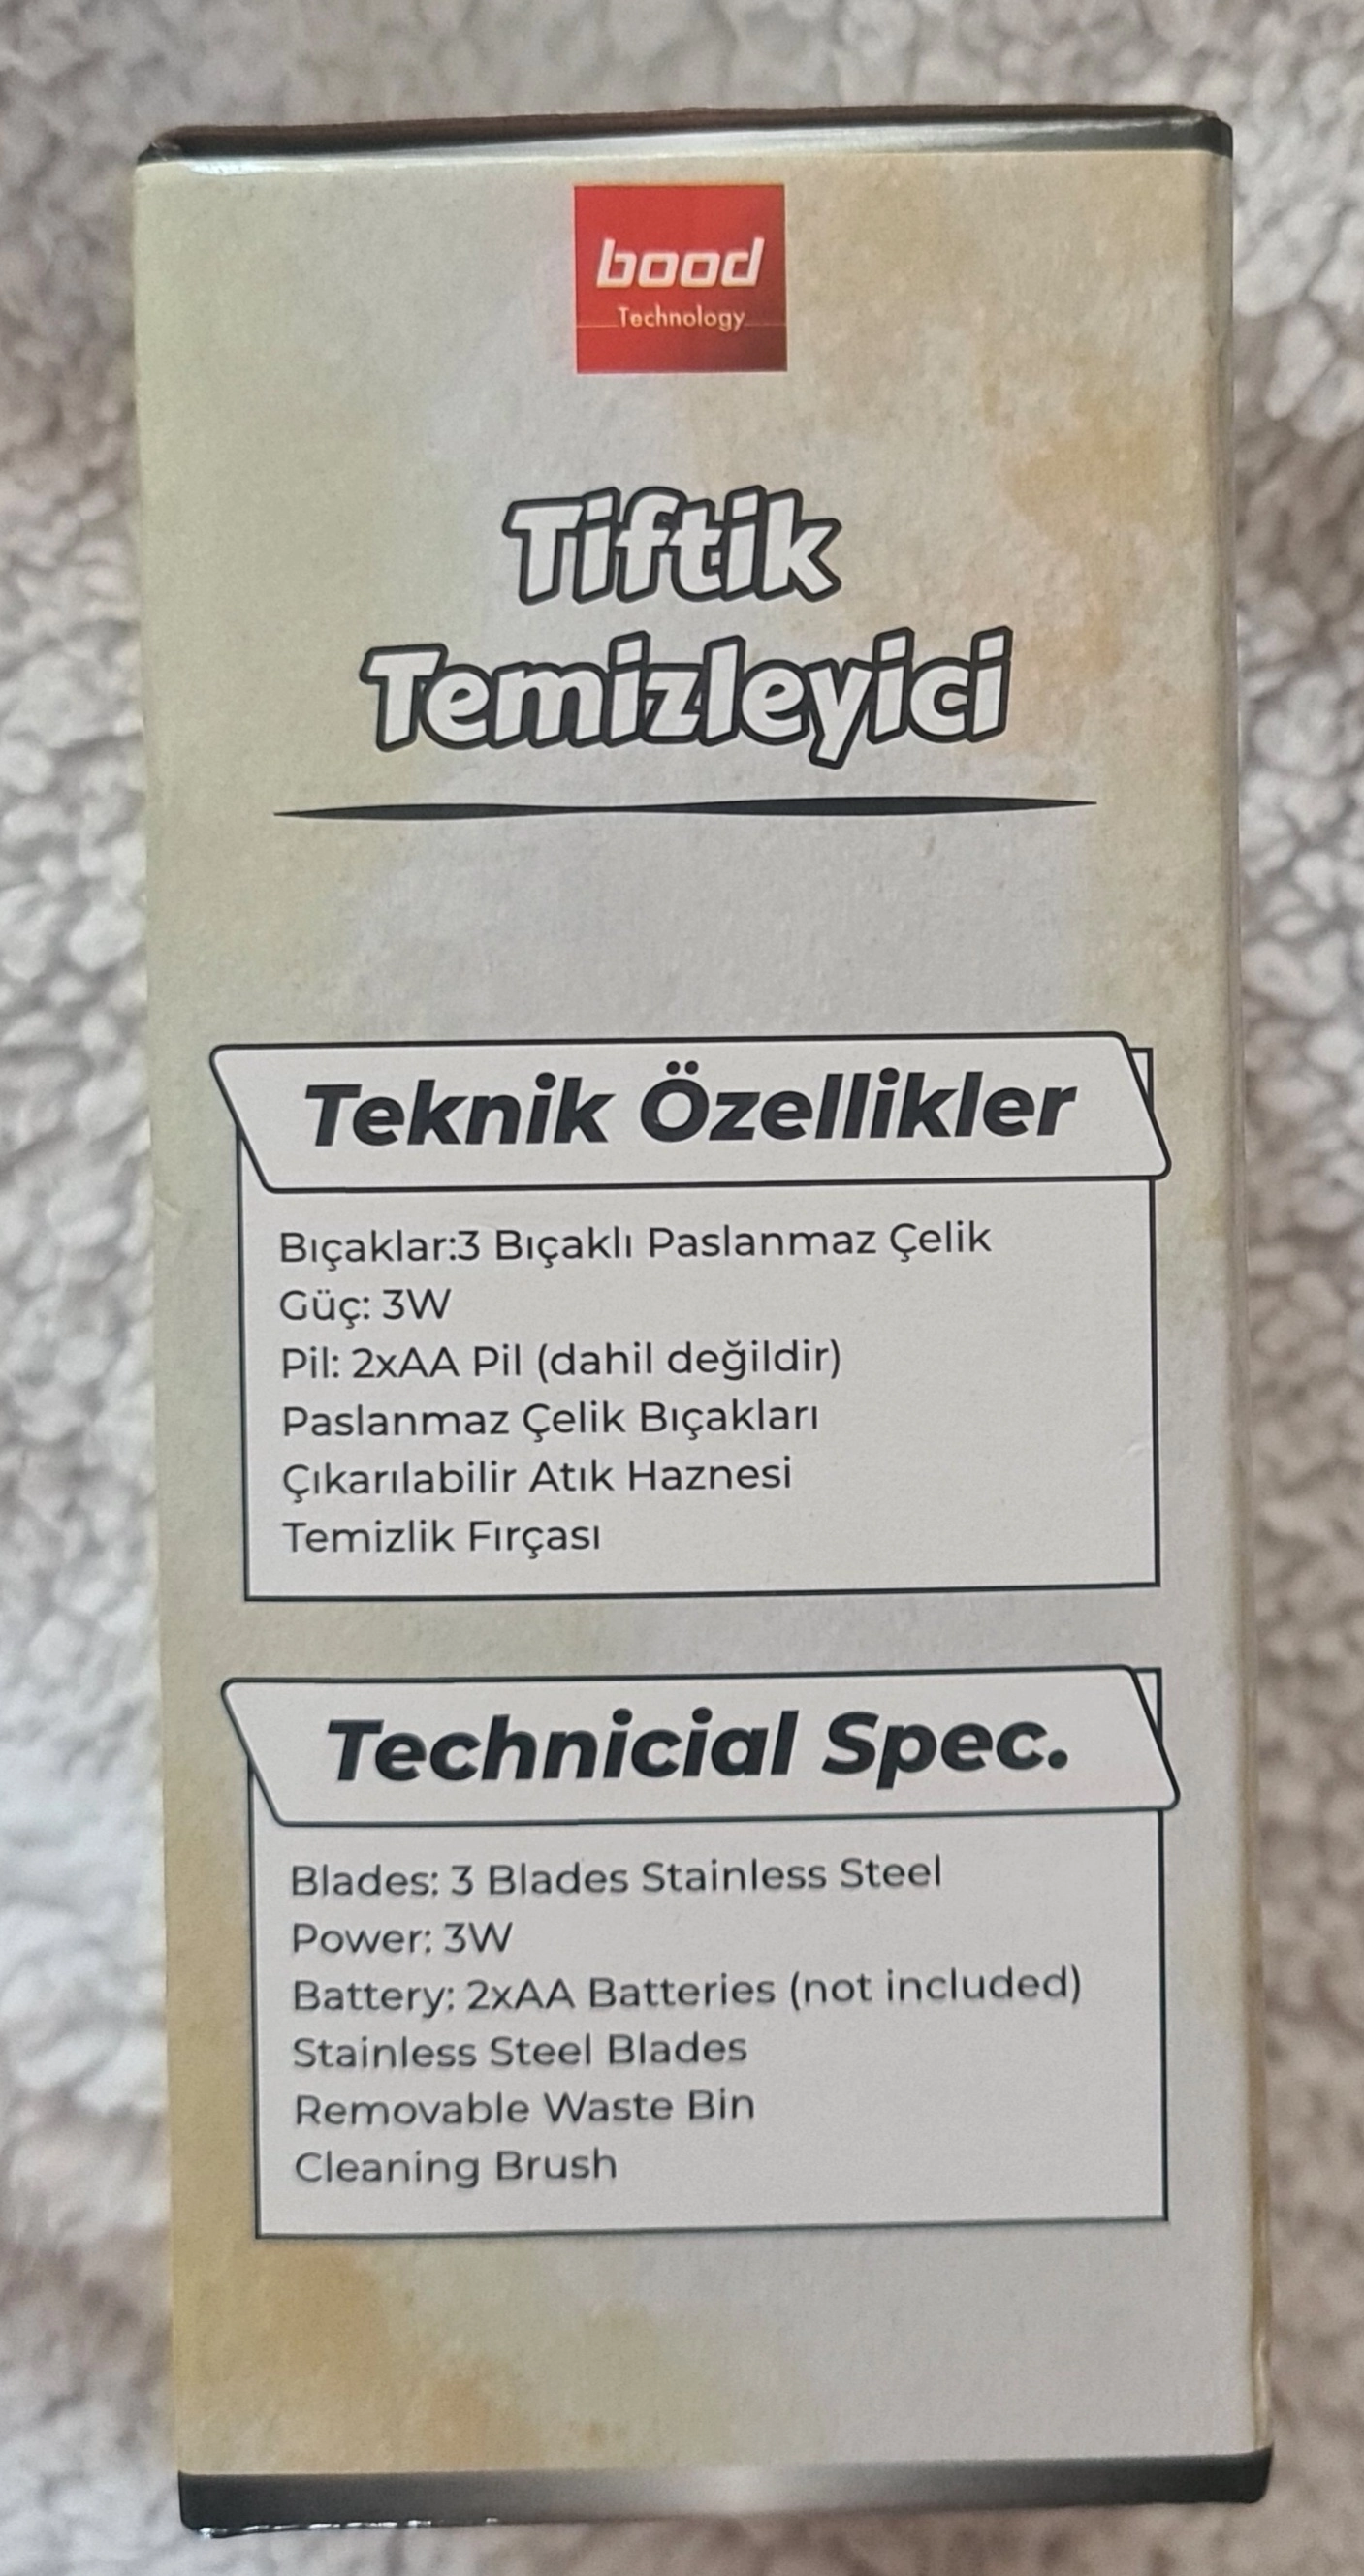 bood
Technology
Tiftik
Temizleyici
Teknik Özellikler
Bıçaklar:3 Bıçaklı Paslanmaz Çelik
Güç: 3W
Pil: 2xAA Pil (dahil değildir)
Paslanmaz Çelik Bıçakları
Çıkarılabilir Atık Haznesi
Temizlik Fırçası
Technicial Spec.
Blades: 3 Blades Stainless Steel
Power: 3W
Battery: 2xAA Batteries (not included)
Stainless Steel Blades
Removable Waste Bin
Cleaning Brush